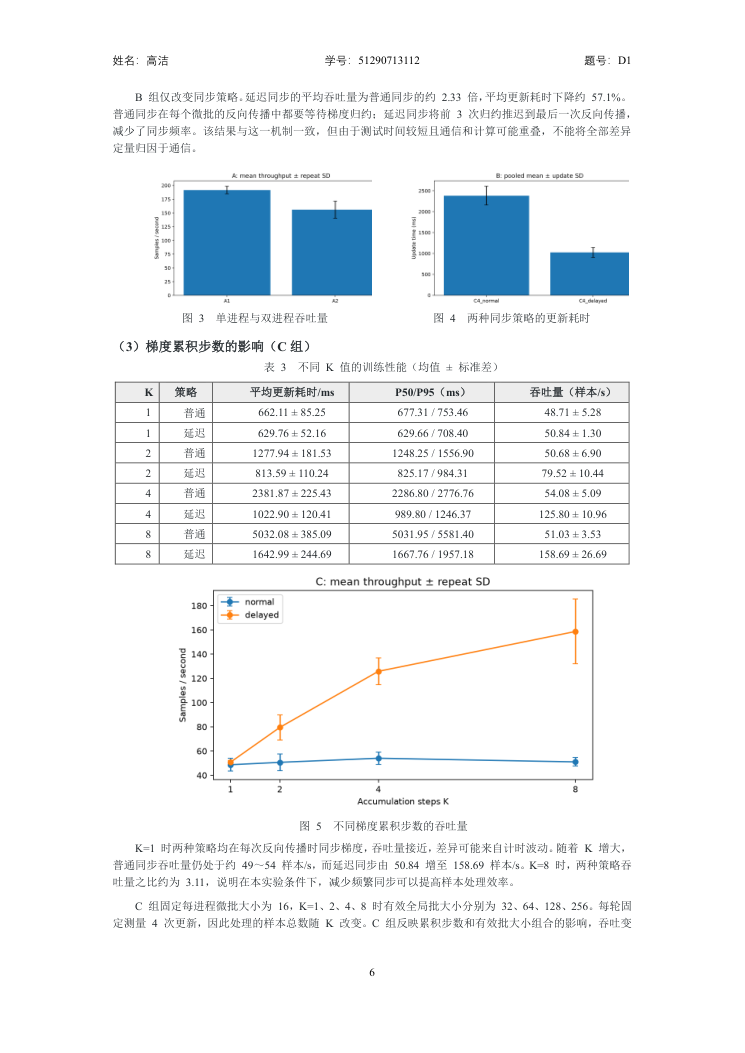 姓名：高洁 学号：51290713112 题号：D1
B 组仅改变同步策略。延迟同步的平均吞吐量为普通同步的约 2.33 倍，平均更新耗时下降约 57.1%。
普通同步在每个微批的反向传播中都要等待梯度归约；延迟同步将前 3 次归约推迟到最后一次反向传播，
减少了同步频率。该结果与这一机制一致，但由于测试时间较短且通信和计算可能重叠，不能将全部差异
定量归因于通信。
A: mean throughput ± repeat SD
Samples / second
200
175
150
125
100
75
50
25
0
A1 A2
B: pooled mean ± update SD
Update time (ms)
2500
2000
1500
1000
500
0
C4_normal C4_delayed
图 3 单进程与双进程吞吐量
图 4 两种同步策略的更新耗时
（3）梯度累积步数的影响（C 组）
表 3 不同 K 值的训练性能（均值 ± 标准差）
K 策略 平均更新耗时/ms P50/P95（ms） 吞吐量（样本/s）
1 普通 662.11 ± 85.25 677.31 / 753.46 48.71 ± 5.28
1 延迟 629.76 ± 52.16 629.66 / 708.40 50.84 ± 1.30
2 普通 1277.94 ± 181.53 1248.25 / 1556.90 50.68 ± 6.90
2 延迟 813.59 ± 110.24 825.17 / 984.31 79.52 ± 10.44
4 普通 2381.87 ± 225.43 2286.80 / 2776.76 54.08 ± 5.09
4 延迟 1022.90 ± 120.41 989.80 / 1246.37 125.80 ± 10.96
8 普通 5032.08 ± 385.09 5031.95 / 5581.40 51.03 ± 3.53
8 延迟 1642.99 ± 244.69 1667.76 / 1957.18 158.69 ± 26.69
C: mean throughput ± repeat SD
normal
delayed
Samples / second
180
160
140
120
100
80
60
40
1 2 4 8
Accumulation steps K
图 5 不同梯度累积步数的吞吐量
K=1 时两种策略均在每次反向传播时同步梯度，吞吐量接近，差异可能来自计时波动。随着 K 增大，
普通同步吞吐量仍处于约 49～54 样本/s，而延迟同步由 50.84 增至 158.69 样本/s。K=8 时，两种策略吞
吐量之比约为 3.11，说明在本实验条件下，减少频繁同步可以提高样本处理效率。
C 组固定每进程微批大小为 16，K=1、2、4、8 时有效全局批大小分别为 32、64、128、256。每轮固
定测量 4 次更新，因此处理的样本总数随 K 改变。C 组反映累积步数和有效批大小组合的影响，吞吐变
6